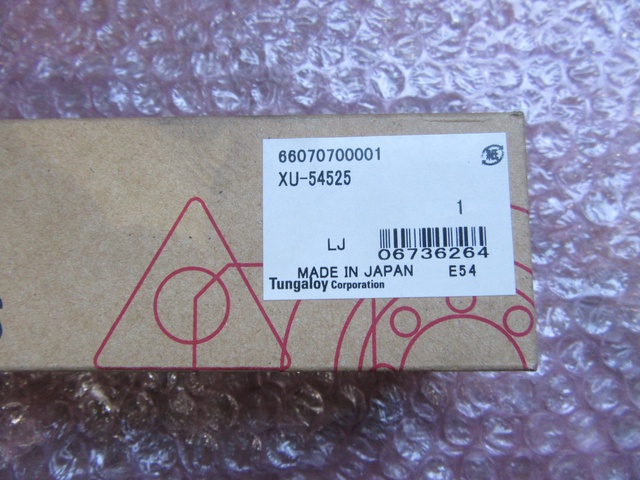 66070700001
XU-54525
1
LJ
06736264
MADE IN JAPAN E54
Tungaloy Corporation